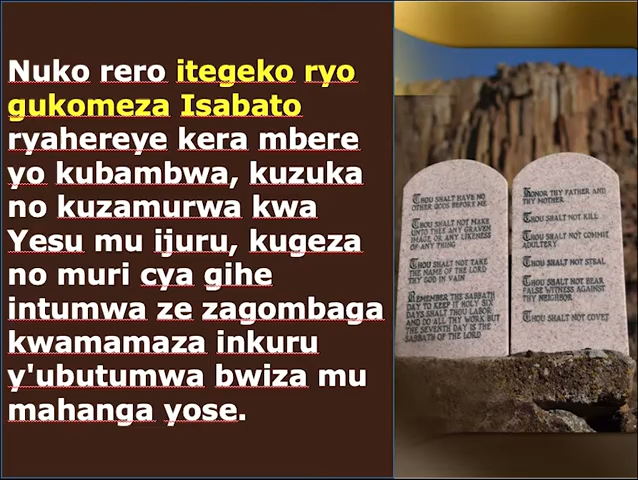 Nuko rero itegeko ryo
gukomeza Isabato
ryahereye kera mbere
yo kubambwa, kuzuka
no kuzamurwa kwa
Yesu mu ijuru, kugeza
no muri cya gihe
intumwa ze zagombaga
kwamamaza inkuru
y'ubutumwa bwiza mu
mahanga yose.
THOU SHALT HAVE NO
OTHER GODS BEFORE ME
THOU SHALT NOT MAKE
UNTO THEE ANY GRAVEN
IMAGE OR ANY LIKENESS
OF ANY THING
THOU SHALT NOT TAKE
THE NAME OF THE LORD
THY GOD IN VAIN
REMEMBER THE SABBATH
DAY TO KEEP IT HOLY SIX
DAYS SHALT THOU LABOR
AND DO ALL THY WORK BUT
THE SEVENTH DAY IS THE
SABBATH OF THE LORD
HONOR THY FATHER AND
THY MOTHER
THOU SHALT NOT KILL
THOU SHALT NOT COMMIT
ADULTERY
THOU SHALT NOT STEAL
THOU SHALT NOT BEAR
FALSE WITNESS AGAINST
THY NEIGHBOR
THOU SHALT NOT COVET